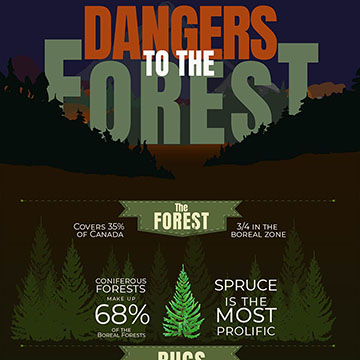 DANGERS
TO THE
FOREST
The
FOREST
COVERS 35%
OF CANADA
3/4 IN THE
BOREAL ZONE
CONIFEROUS
FORESTS
MAKE UP
68%
OF THE
BOREAL FORESTS
SPRUCE
IS THE
MOST
PROLIFIC
BUGS